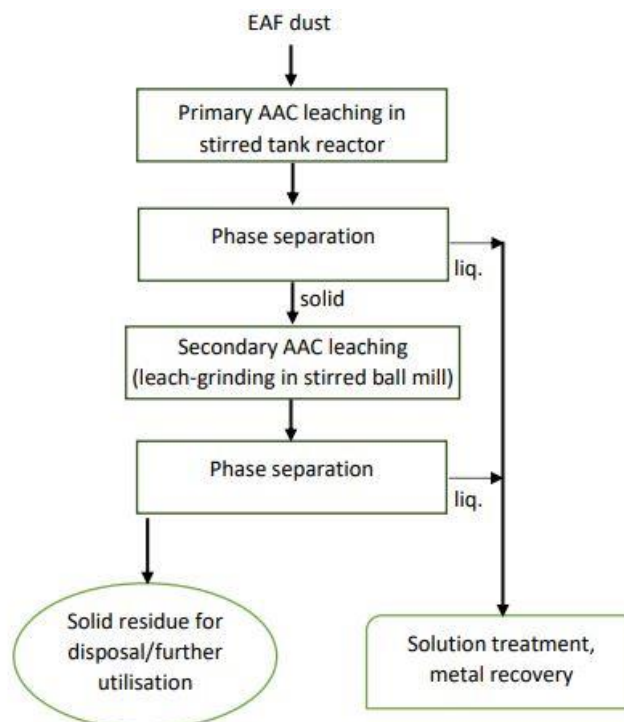 EAF dust
Primary AAC leaching in
stirred tank reactor
Phase separation
liq.
solid
Secondary AAC leaching
(leach-grinding in stirred ball mill)
Phase separation
liq.
Solid residue for
disposal/further
utilisation
Solution treatment,
metal recovery